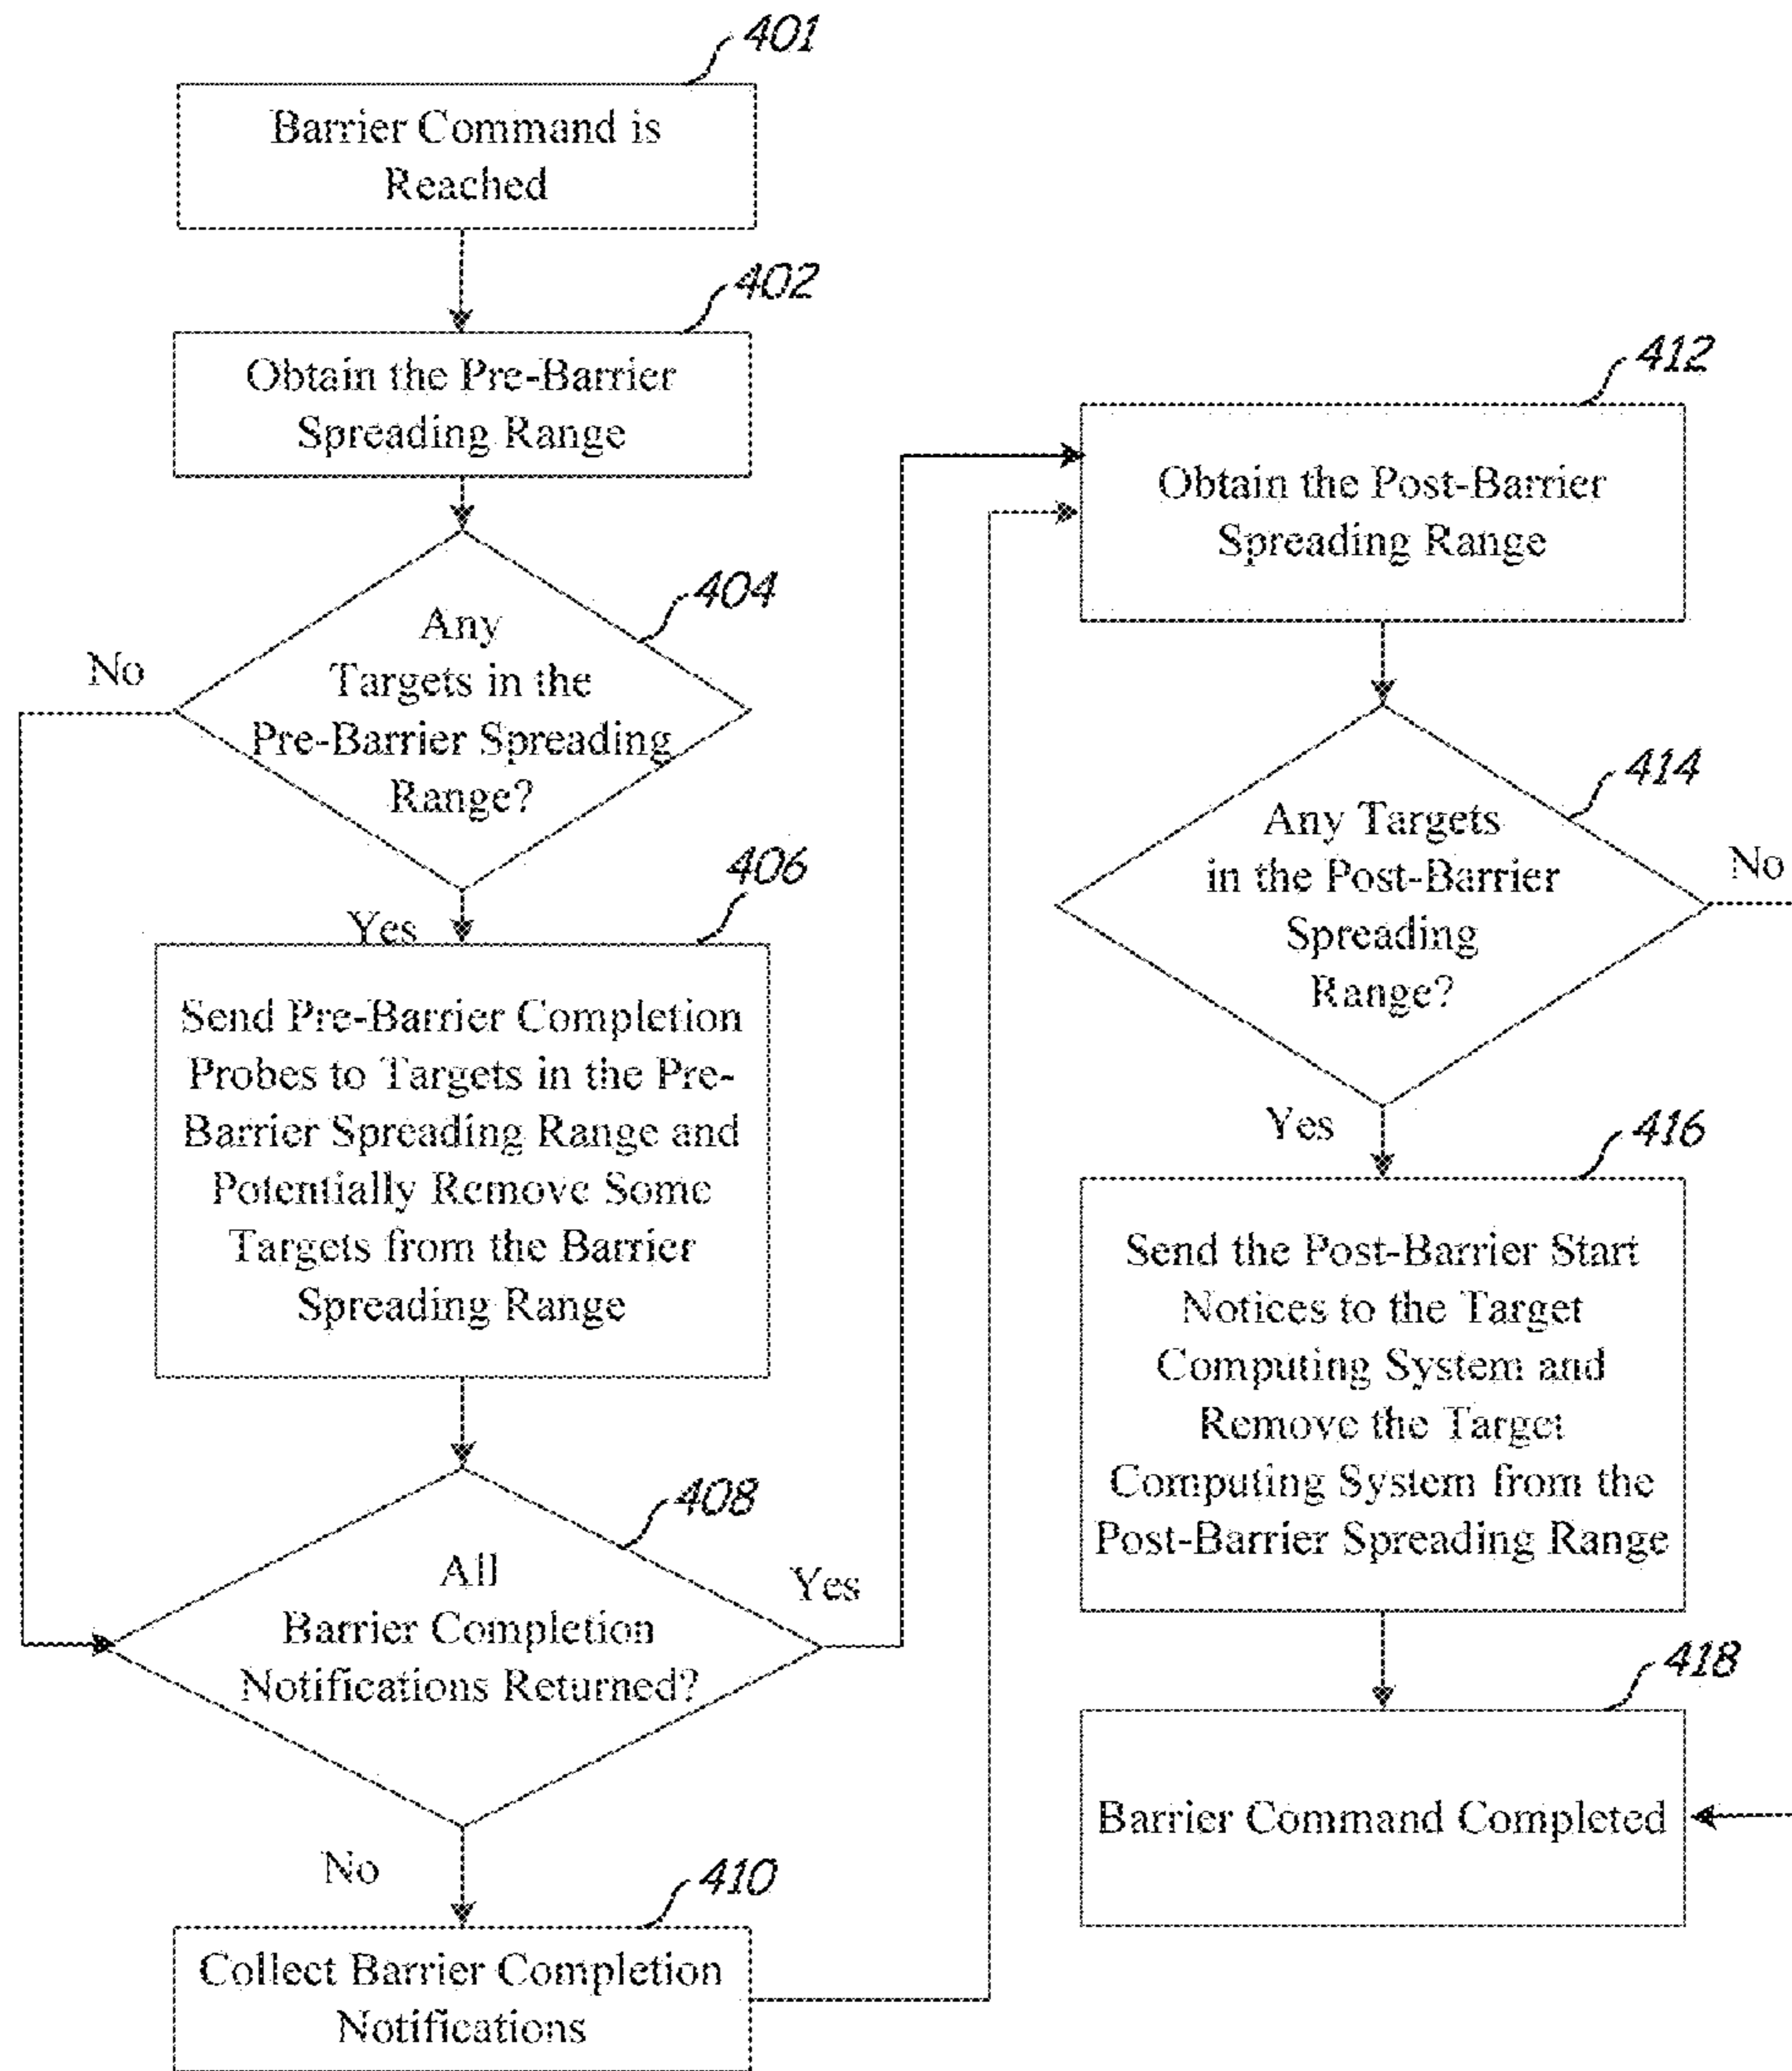 401
Barrier Command is
Reached
402
Obtain the Pre-Barrier
Spreading Range
404
Any
Targets in the
Pre-Barrier Spreading
Range?
No
Yes
406
Send Pre-Barrier Completion
Probes to Targets in the Pre-
Barrier Spreading Range and
Potentially Remove Some
Targets from the Barrier
Spreading Range
408
All
Barrier Completion
Notifications Returned?
Yes
No
410
Collect Barrier Completion
Notifications
412
Obtain the Post-Barrier
Spreading Range
414
Any Targets
in the Post-Barrier
Spreading
Range?
No
Yes
416
Send the Post-Barrier Start
Notices to the Target
Computing System and
Remove the Target
Computing System from the
Post-Barrier Spreading Range
418
Barrier Command Completed